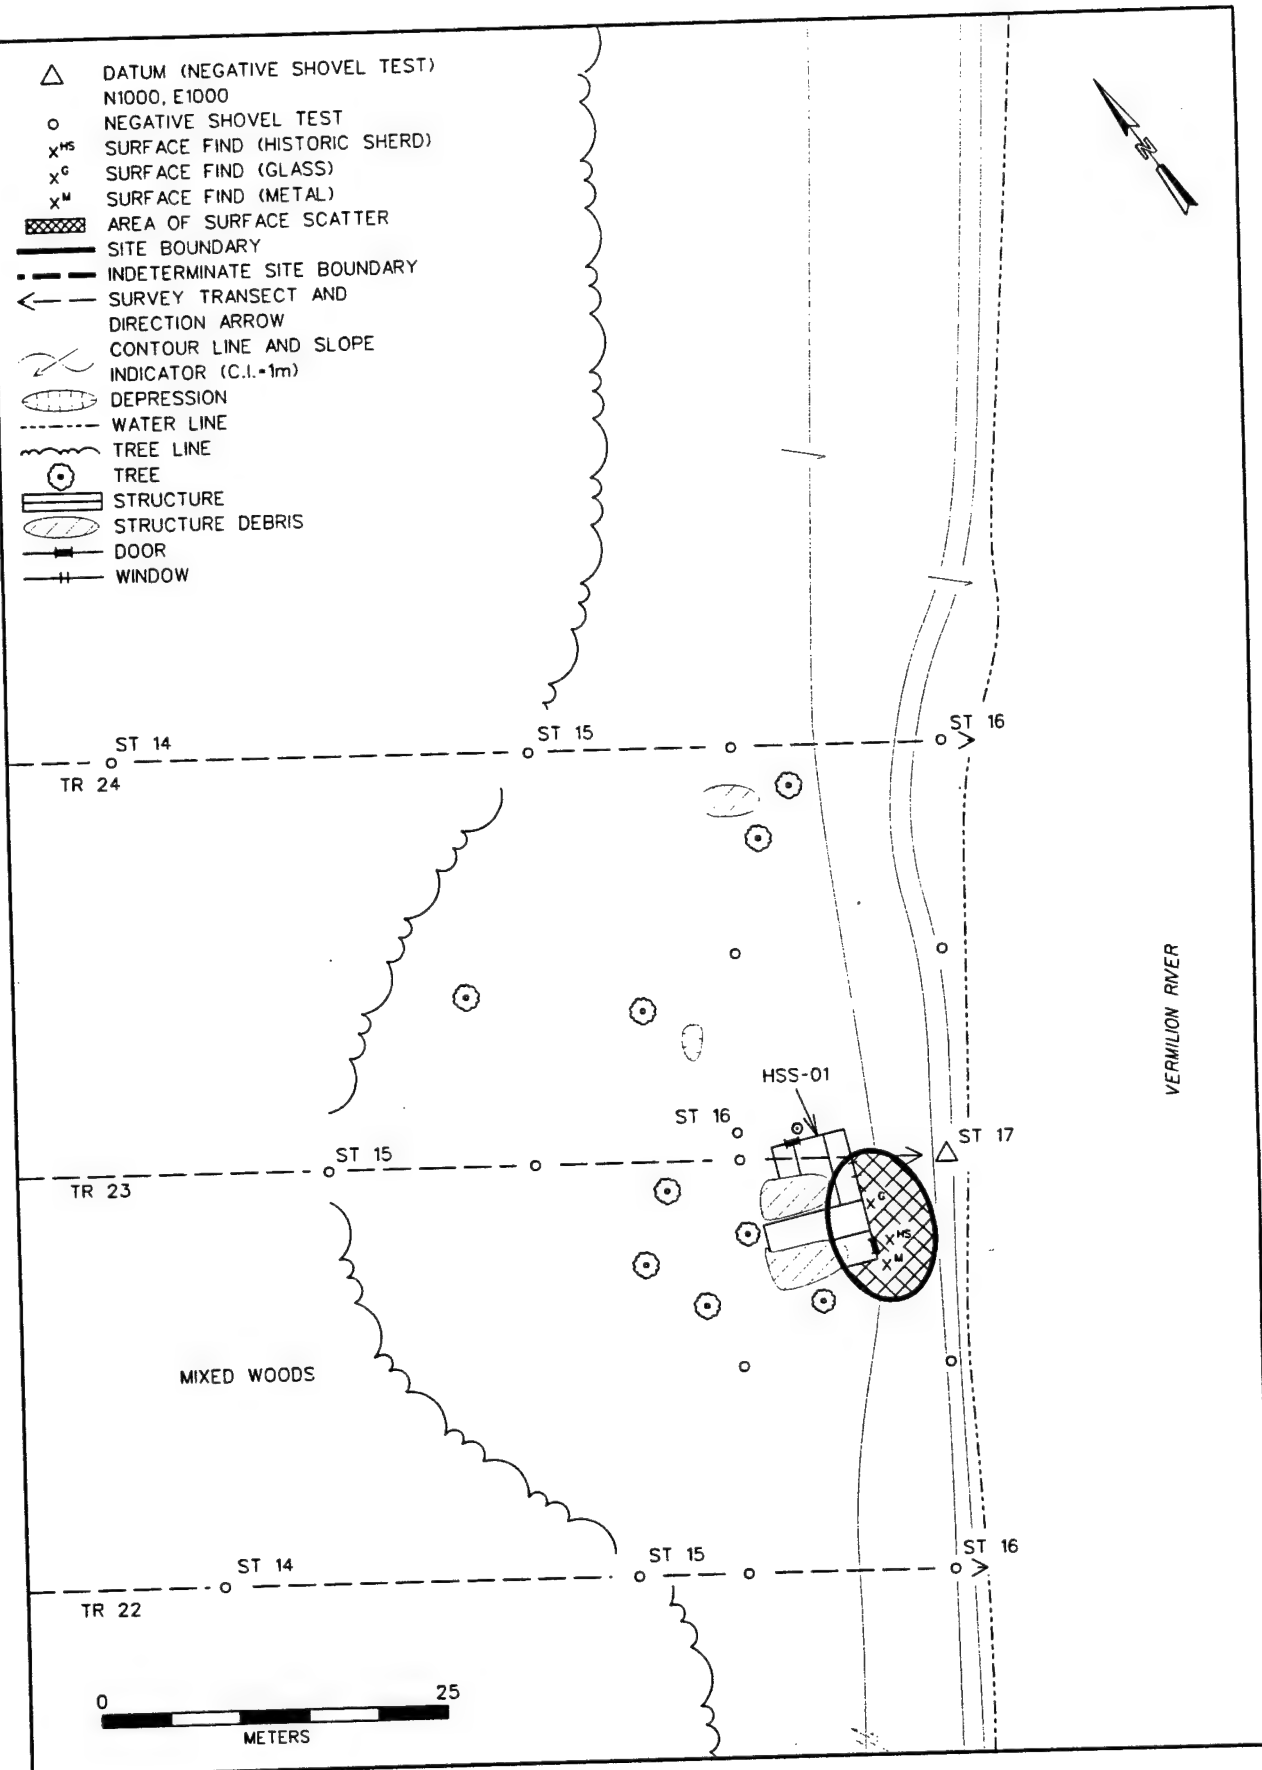 DATUM (NEGATIVE SHOVEL TEST)
N1000, E1000
NEGATIVE SHOVEL TEST
X HS SURFACE FIND (HISTORIC SHERD)
X G SURFACE FIND (GLASS)
X M SURFACE FIND (METAL)
AREA OF SURFACE SCATTER
SITE BOUNDARY
INDETERMINATE SITE BOUNDARY
SURVEY TRANSECT AND
DIRECTION ARROW
CONTOUR LINE AND SLOPE
INDICATOR (C.I.=1m)
DEPRESSION
WATER LINE
TREE LINE
TREE
STRUCTURE
STRUCTURE DEBRIS
DOOR
WINDOW
N
ST 14
ST 15
ST 16
TR 24
VERMILION RIVER
HSS-01
ST 16
ST 17
ST 15
TR 23
X G
X HS
X M
MIXED WOODS
ST 14
ST 15
ST 16
TR 22
0
25
METERS